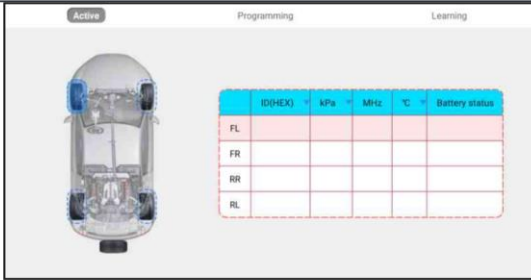 Active Programming Learning
ID(HEX) kPa MHz ℃ Battery status
FL
FR
RR
RL